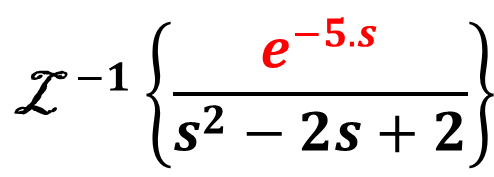 ℒ⁻¹ { e^{-5.s} / (s² − 2s + 2) }